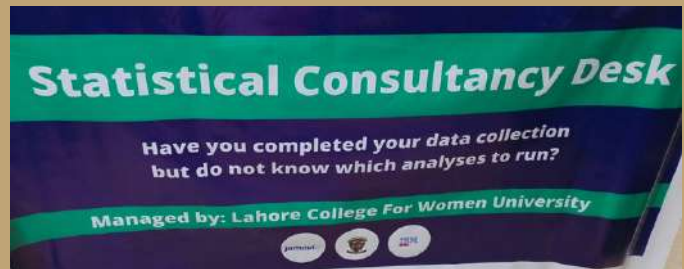 Statistical Consultancy Desk
Have you completed your data collection
but do not know which analyses to run?
Managed by: Lahore College For Women University